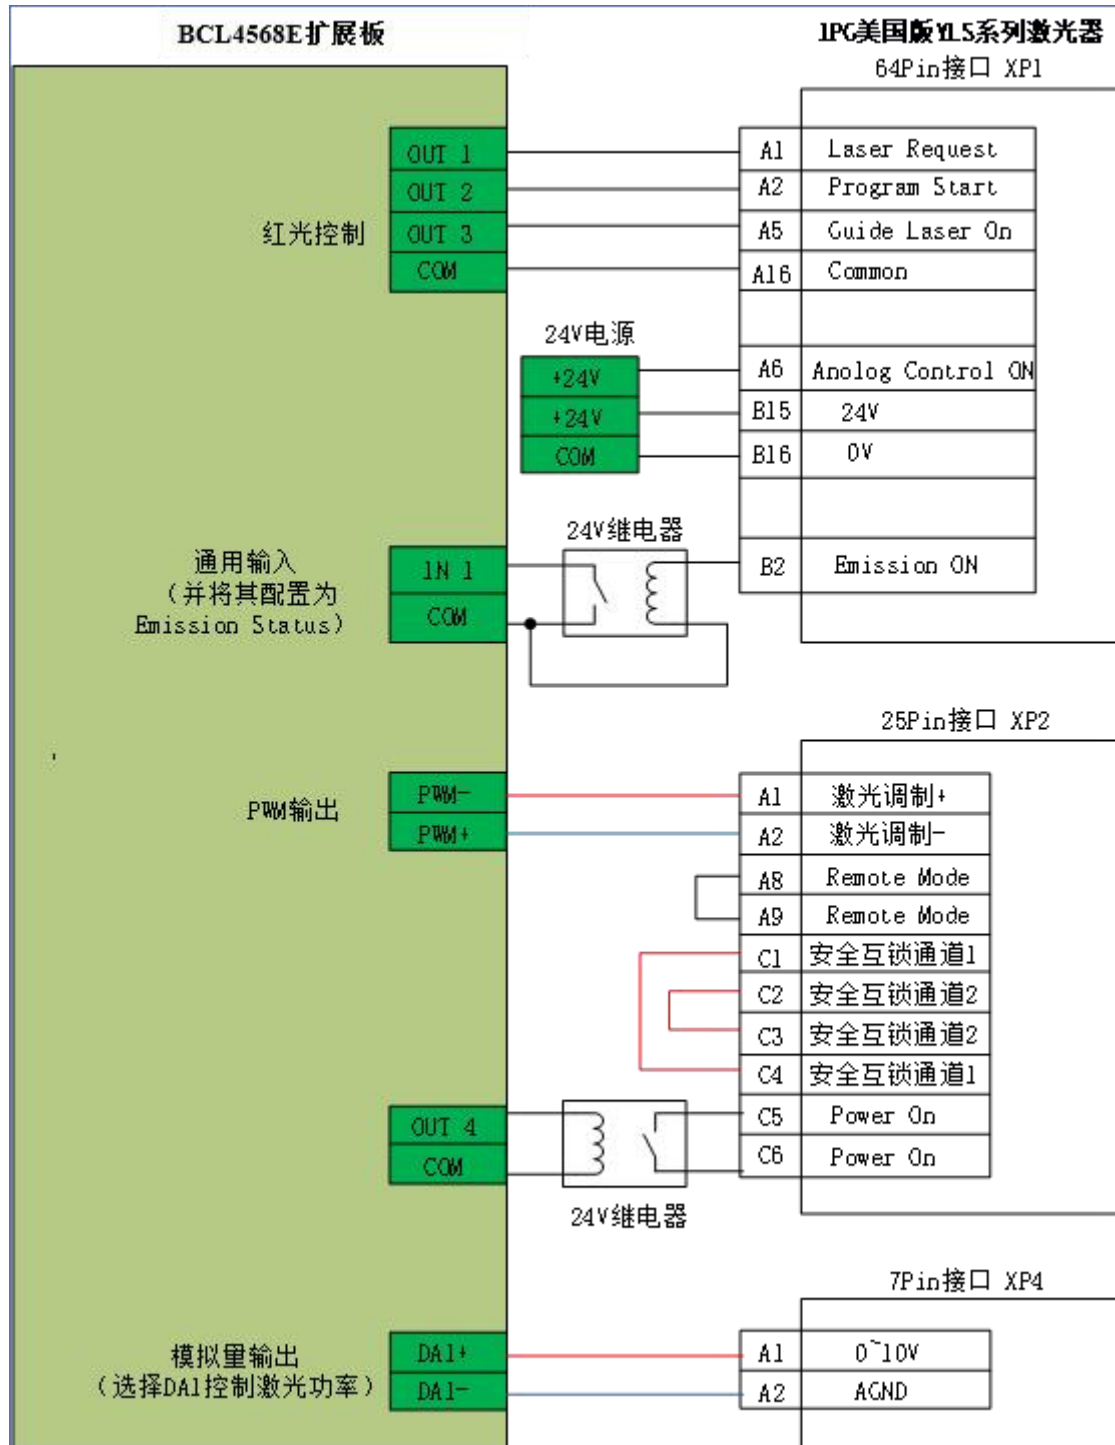 BCL4568E扩展板
IPG美国版YLS系列激光器
64Pin接口 XP1
OUT 1
A1 Laser Request
OUT 2
A2 Program Start
红光控制
OUT 3
A5 Guide Laser On
COM
A16 Common
24V电源
+24V
A6 Anolog Control ON
+24V
B15 24V
COM
B16 0V
24V继电器
通用输入
(并将其配置为
Emission Status)
IN 1
COM
B2 Emission ON
25Pin接口 XP2
PWM输出
PWM-
A1 激光调制+
PWM+
A2 激光调制-
A8 Remote Mode
A9 Remote Mode
C1 安全互锁通道1
C2 安全互锁通道2
C3 安全互锁通道2
C4 安全互锁通道1
OUT 4
C5 Power On
COM
C6 Power On
24V继电器
7Pin接口 XP4
模拟量输出
(选择DA1控制激光功率)
DA1+
A1 0~10V
DA1-
A2 AGND